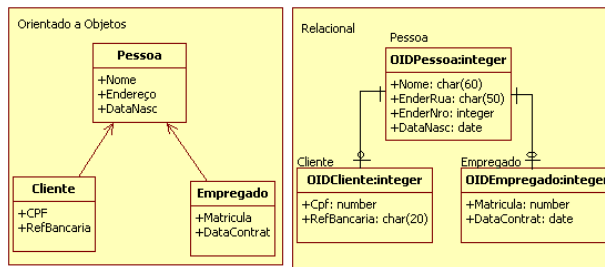 Orientado a Objetos
Pessoa
+Nome
+Endereço
+DataNasc
Cliente
+CPF
+RefBancaria
Empregado
+Matricula
+DataContrat
Relacional
Pessoa
OIDPessoa:integer
+Nome: char(60)
+EnderRua: char(50)
+EnderNro: integer
+DataNasc: date
Cliente
OIDCliente:integer
+Cpf: number
+RefBancaria: char(20)
Empregado
OIDEmpregado:integer
+Matricula: number
+DataContrat: date